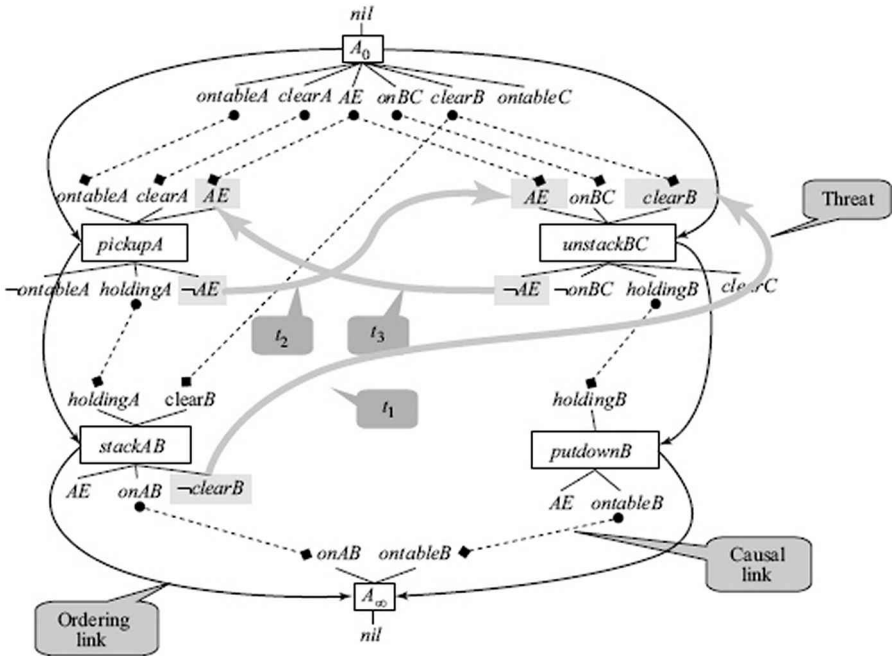 nil
A₀
ontableA clearA AE onBC clearB ontableC
ontableA clearA AE
AE onBC clearB
Threat
pickupA
unstackBC
¬ontableA holdingA ¬AE
¬AE ¬onBC holdingB clearC
t₂
t₃
holdingA clearB
t₁
holdingB
stackAB
putdownB
AE onAB ¬clearB
AE ontableB
onAB ontableB
Causal
link
A∞
Ordering
link
nil